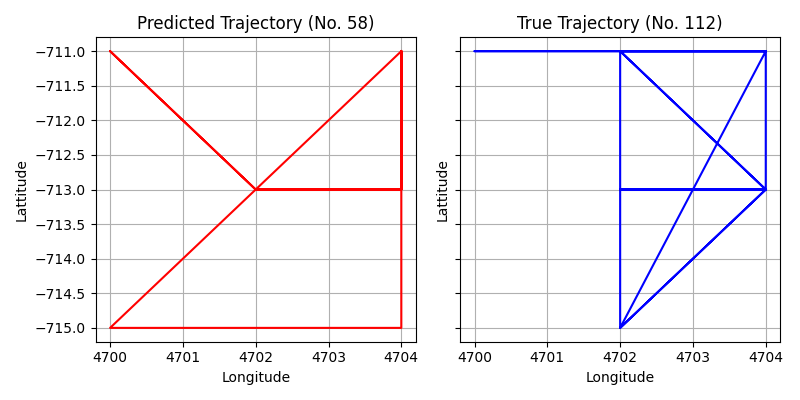 Predicted Trajectory (No. 58)
True Trajectory (No. 112)
−711.0
−711.5
−712.0
−712.5
−713.0
−713.5
−714.0
−714.5
−715.0
Lattitude
Lattitude
4700 4701 4702 4703 4704
4700 4701 4702 4703 4704
Longitude
Longitude